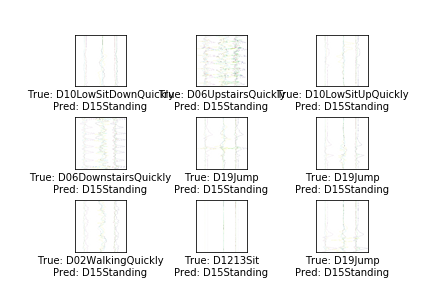 True: D10LowSitDownQuickly True: D06UpstairsQuickly True: D10LowSitUpQuickly
Pred: D15Standing Pred: D15Standing Pred: D15Standing
True: D06DownstairsQuickly True: D19Jump True: D19Jump
Pred: D15Standing Pred: D15Standing Pred: D15Standing
True: D02WalkingQuickly True: D1213Sit True: D19Jump
Pred: D15Standing Pred: D15Standing Pred: D15Standing